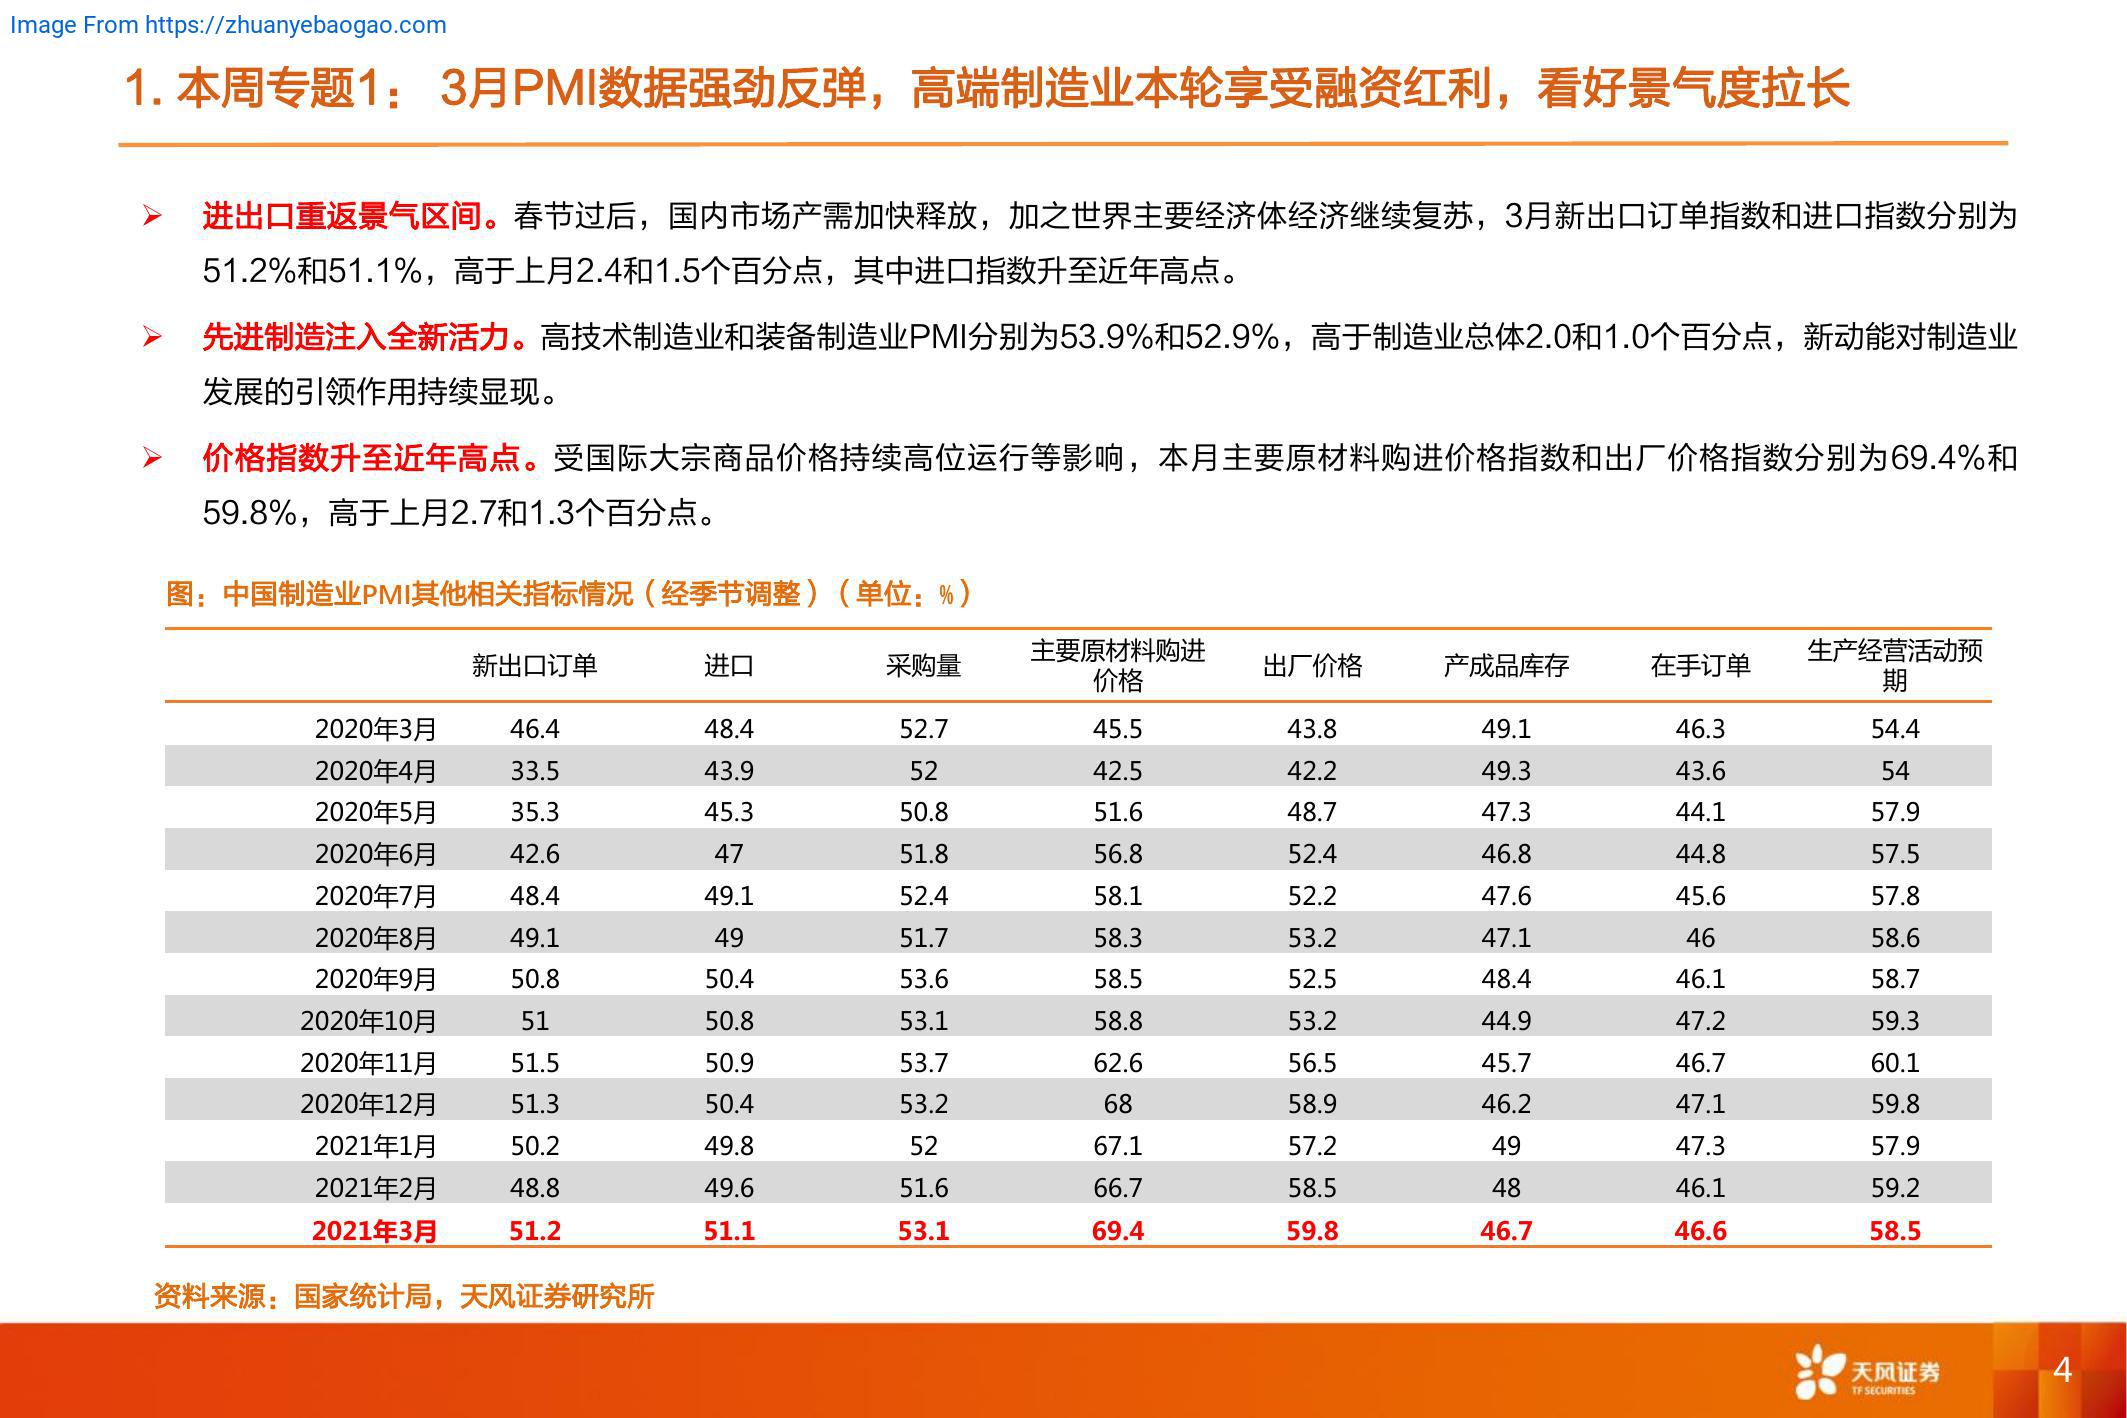 Image From https://zhuanyebaogao.com
1. 本周专题1： 3月PMI数据强劲反弹，高端制造业本轮享受融资红利，看好景气度拉长
➢ 进出口重返景气区间。春节过后，国内市场产需加快释放，加之世界主要经济体经济继续复苏，3月新出口订单指数和进口指数分别为
51.2%和51.1%，高于上月2.4和1.5个百分点，其中进口指数升至近年高点。
➢ 先进制造注入全新活力。高技术制造业和装备制造业PMI分别为53.9%和52.9%，高于制造业总体2.0和1.0个百分点，新动能对制造业
发展的引领作用持续显现。
➢ 价格指数升至近年高点。受国际大宗商品价格持续高位运行等影响，本月主要原材料购进价格指数和出厂价格指数分别为69.4%和
59.8%，高于上月2.7和1.3个百分点。
图：中国制造业PMI其他相关指标情况（经季节调整）（单位：%）
新出口订单 进口 采购量 主要原材料购进 出厂价格 产成品库存 在手订单 生产经营活动预
价格 期
2020年3月 46.4 48.4 52.7 45.5 43.8 49.1 46.3 54.4
2020年4月 33.5 43.9 52 42.5 42.2 49.3 43.6 54
2020年5月 35.3 45.3 50.8 51.6 48.7 47.3 44.1 57.9
2020年6月 42.6 47 51.8 56.8 52.4 46.8 44.8 57.5
2020年7月 48.4 49.1 52.4 58.1 52.2 47.6 45.6 57.8
2020年8月 49.1 49 51.7 58.3 53.2 47.1 46 58.6
2020年9月 50.8 50.4 53.6 58.5 52.5 48.4 46.1 58.7
2020年10月 51 50.8 53.1 58.8 53.2 44.9 47.2 59.3
2020年11月 51.5 50.9 53.7 62.6 56.5 45.7 46.7 60.1
2020年12月 51.3 50.4 53.2 68 58.9 46.2 47.1 59.8
2021年1月 50.2 49.8 52 67.1 57.2 49 47.3 57.9
2021年2月 48.8 49.6 51.6 66.7 58.5 48 46.1 59.2
2021年3月 51.2 51.1 53.1 69.4 59.8 46.7 46.6 58.5
资料来源：国家统计局，天风证券研究所
天风证券
TF SECURITIES
4